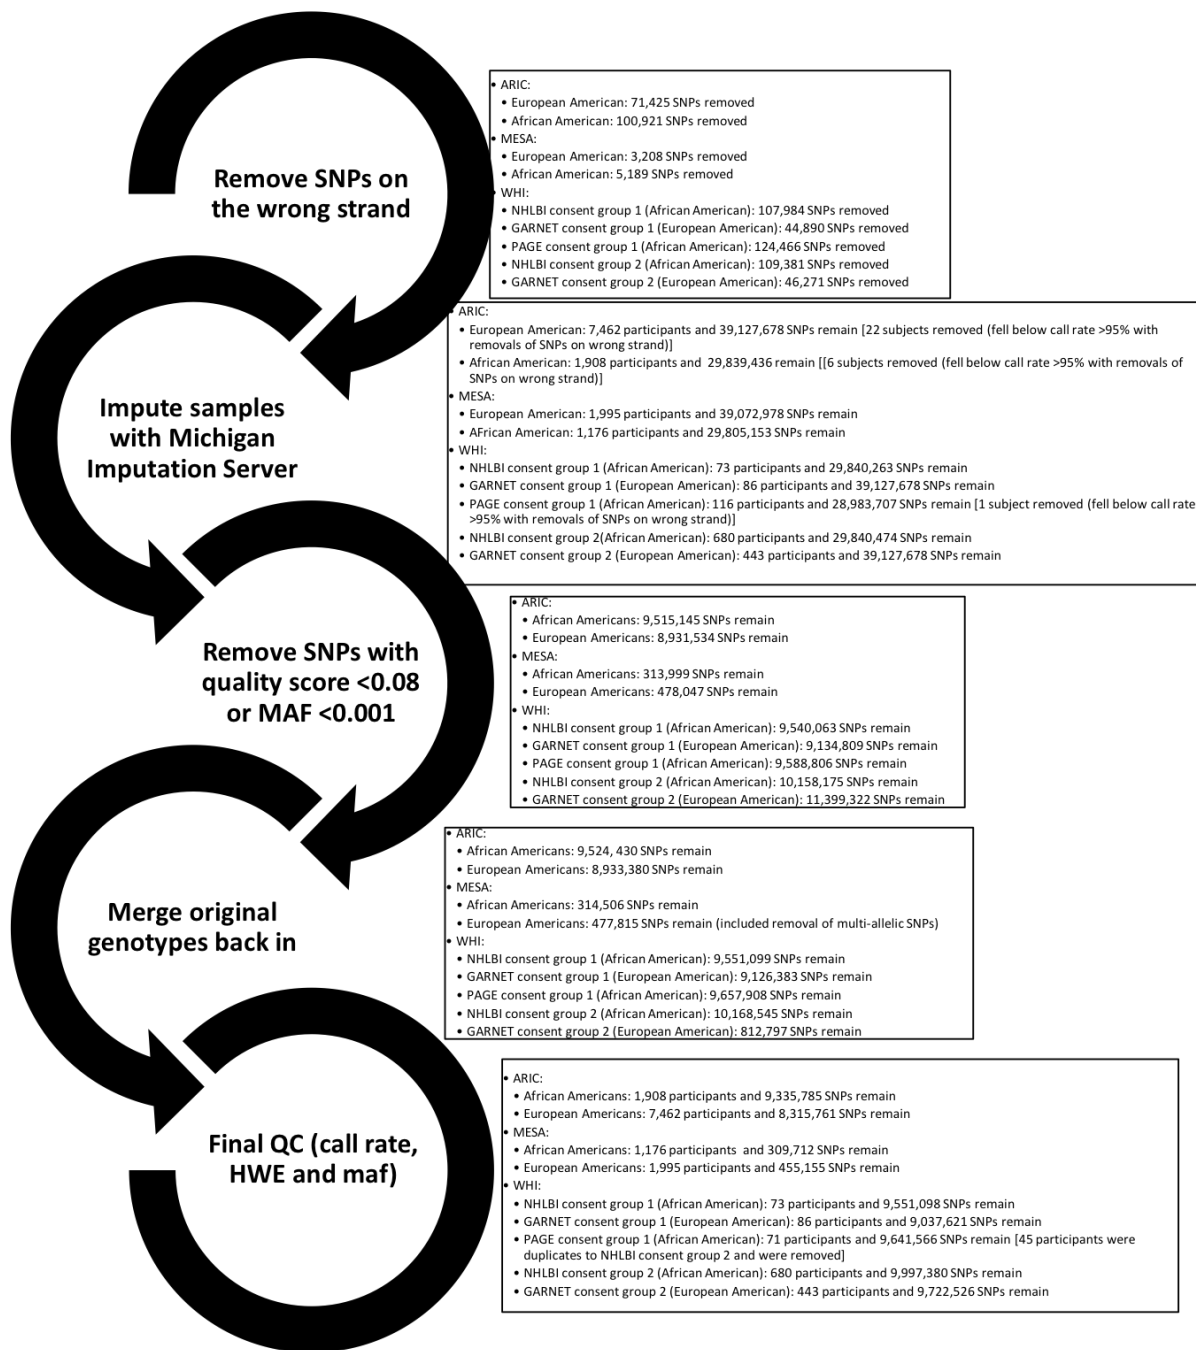 Remove SNPs on
the wrong strand
• ARIC:
• European American: 71,425 SNPs removed
• African American: 100,921 SNPs removed
• MESA:
• European American: 3,208 SNPs removed
• African American: 5,189 SNPs removed
• WHI:
• NHLBI consent group 1 (African American): 107,984 SNPs removed
• GARNET consent group 1 (European American): 44,890 SNPs removed
• PAGE consent group 1 (African American): 124,466 SNPs removed
• NHLBI consent group 2 (African American): 109,381 SNPs removed
• GARNET consent group 2 (European American): 46,271 SNPs removed
Impute samples
with Michigan
Imputation Server
• ARIC:
• European American: 7,462 participants and 39,127,678 SNPs remain [22 subjects removed (fell below call rate >95% with
removals of SNPs on wrong strand)]
• African American: 1,908 participants and 29,839,436 remain [[6 subjects removed (fell below call rate >95% with removals of
SNPs on wrong strand)]
• MESA:
• European American: 1,995 participants and 39,072,978 SNPs remain
• AFrican American: 1,176 participants and 29,805,153 SNPs remain
• WHI:
• NHLBI consent group 1 (African American): 73 participants and 29,840,263 SNPs remain
• GARNET consent group 1 (European American): 86 participants and 39,127,678 SNPs remain
• PAGE consent group 1 (African American): 116 participants and 28,983,707 SNPs remain [1 subject removed (fell below call rate
>95% with removals of SNPs on wrong strand)]
• NHLBI consent group 2(African American): 680 participants and 29,840,474 SNPs remain
• GARNET consent group 2 (European American): 443 participants and 39,127,678 SNPs remain
Remove SNPs with
quality score <0.08
or MAF <0.001
• ARIC:
• African Americans: 9,515,145 SNPs remain
• European Americans: 8,931,534 SNPs remain
• MESA:
• African Americans: 313,999 SNPs remain
• European Americans: 478,047 SNPs remain
• WHI:
• NHLBI consent group 1 (African American): 9,540,063 SNPs remain
• GARNET consent group 1 (European American): 9,134,809 SNPs remain
• PAGE consent group 1 (African American): 9,588,806 SNPs remain
• NHLBI consent group 2 (African American): 10,158,175 SNPs remain
• GARNET consent group 2 (European American): 11,399,322 SNPs remain
Merge original
genotypes back in
• ARIC:
• African Americans: 9,524, 430 SNPs remain
• European Americans: 8,933,380 SNPs remain
• MESA:
• African Americans: 314,506 SNPs remain
• European Americans: 477,815 SNPs remain (included removal of multi-allelic SNPs)
• WHI:
• NHLBI consent group 1 (African American): 9,551,099 SNPs remain
• GARNET consent group 1 (European American): 9,126,383 SNPs remain
• PAGE consent group 1 (African American): 9,657,908 SNPs remain
• NHLBI consent group 2 (African American): 10,168,545 SNPs remain
• GARNET consent group 2 (European American): 812,797 SNPs remain
Final QC (call rate,
HWE and maf)
• ARIC:
• African Americans: 1,908 participants and 9,335,785 SNPs remain
• European Americans: 7,462 participants and 8,315,761 SNPs remain
• MESA:
• African Americans: 1,176 participants and 309,712 SNPs remain
• European Americans: 1,995 participants and 455,155 SNPs remain
• WHI:
• NHLBI consent group 1 (African American): 73 participants and 9,551,098 SNPs remain
• GARNET consent group 1 (European American): 86 participants and 9,037,621 SNPs remain
• PAGE consent group 1 (African American): 71 participants and 9,641,566 SNPs remain [45 participants were
duplicates to NHLBI consent group 2 and were removed]
• NHLBI consent group 2 (African American): 680 participants and 9,997,380 SNPs remain
• GARNET consent group 2 (European American): 443 participants and 9,722,526 SNPs remain